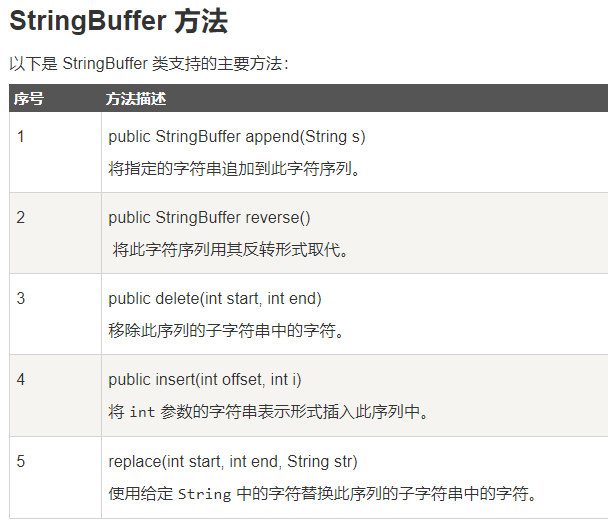 StringBuffer 方法
以下是 StringBuffer 类支持的主要方法：
序号 方法描述
1 public StringBuffer append(String s)
将指定的字符串追加到此字符序列。
2 public StringBuffer reverse()
将此字符序列用其反转形式取代。
3 public delete(int start, int end)
移除此序列的子字符串中的字符。
4 public insert(int offset, int i)
将 int 参数的字符串表示形式插入此序列中。
5 replace(int start, int end, String str)
使用给定 String 中的字符替换此序列的子字符串中的字符。